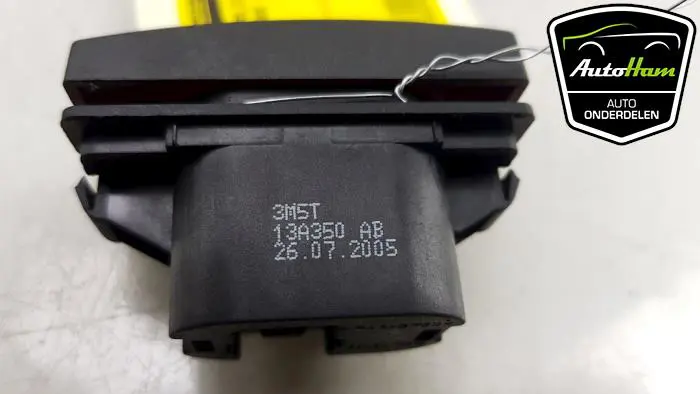 AutoHam
AUTO
ONDERDELEN
3M5T
13A350 AB
26.07.2005